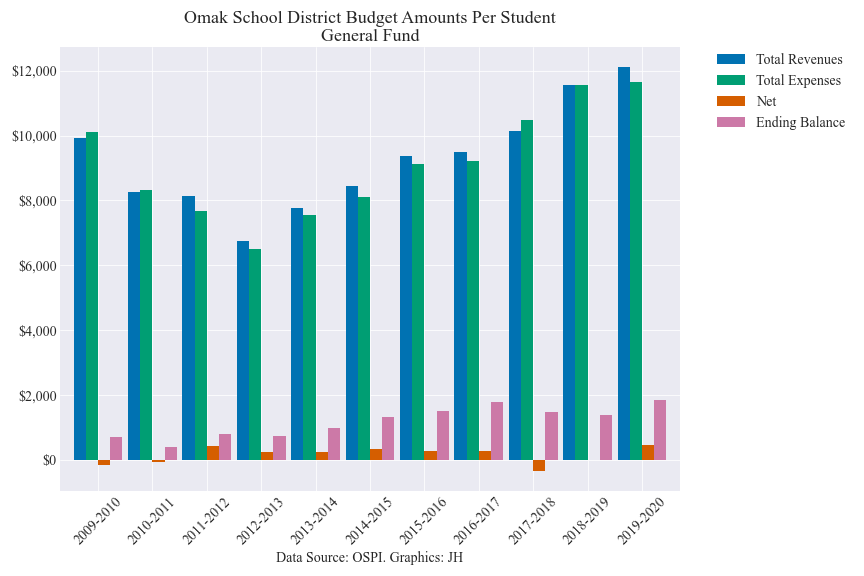 Omak School District Budget Amounts Per Student
General Fund
Total Revenues
Total Expenses
Net
Ending Balance
$12,000
$10,000
$8,000
$6,000
$4,000
$2,000
$0
2009-2010
2010-2011
2011-2012
2012-2013
2013-2014
2014-2015
2015-2016
2016-2017
2017-2018
2018-2019
2019-2020
Data Source: OSPI. Graphics: JH